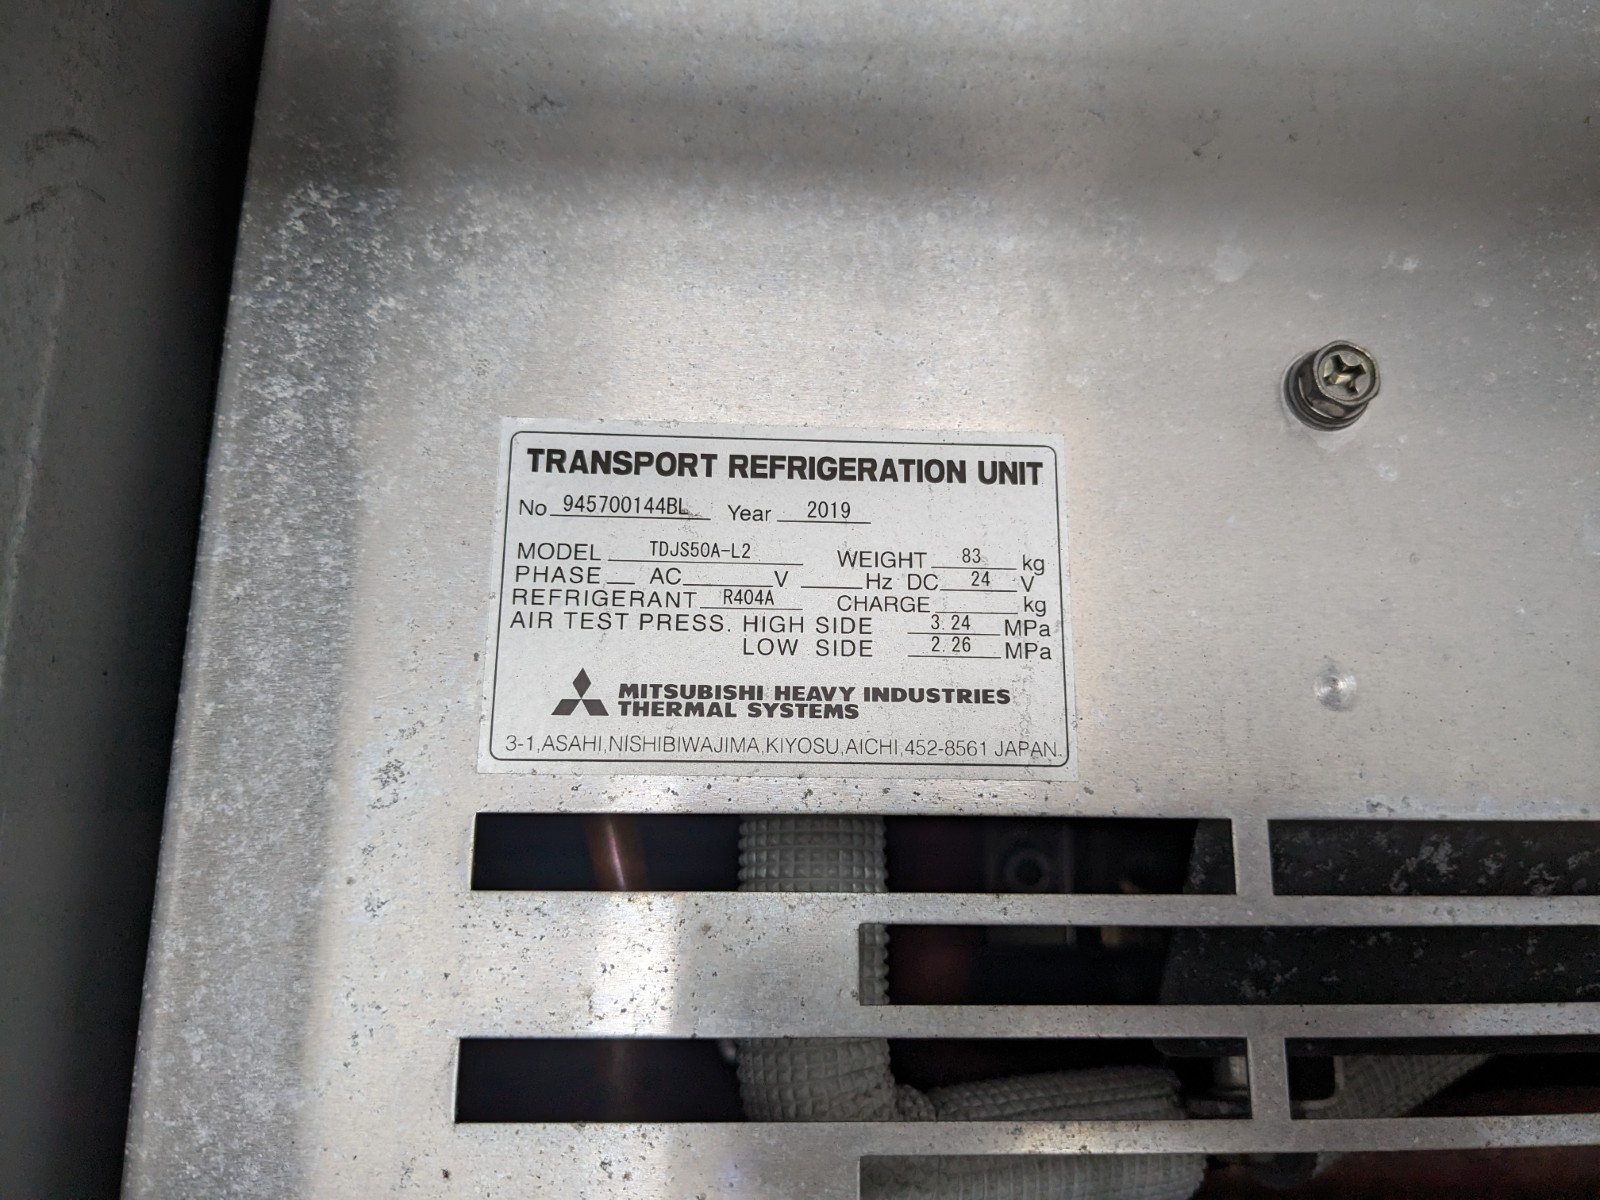 TRANSPORT REFRIGERATION UNIT
No 945700144BL Year 2019
MODEL TDJS50A-L2 WEIGHT 83 kg
PHASE AC V Hz DC 24 V
REFRIGERANT R404A CHARGE kg
AIR TEST PRESS. HIGH SIDE 3.24 MPa
LOW SIDE 2.26 MPa
MITSUBISHI HEAVY INDUSTRIES
THERMAL SYSTEMS
3-1,ASAHI,NISHIBIWAJIMA,KIYOSU,AICHI,452-8561 JAPAN